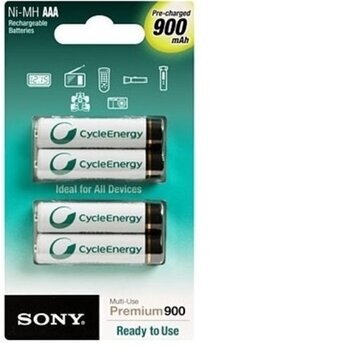 Ni-MH AAA
Rechargeable
Batteries
Pre-charged
900
mAh
CycleEnergy
CycleEnergy
Ideal for All Devices
CycleEnergy
CycleEnergy
Multi-Use
Premium900
SONY
Ready to Use